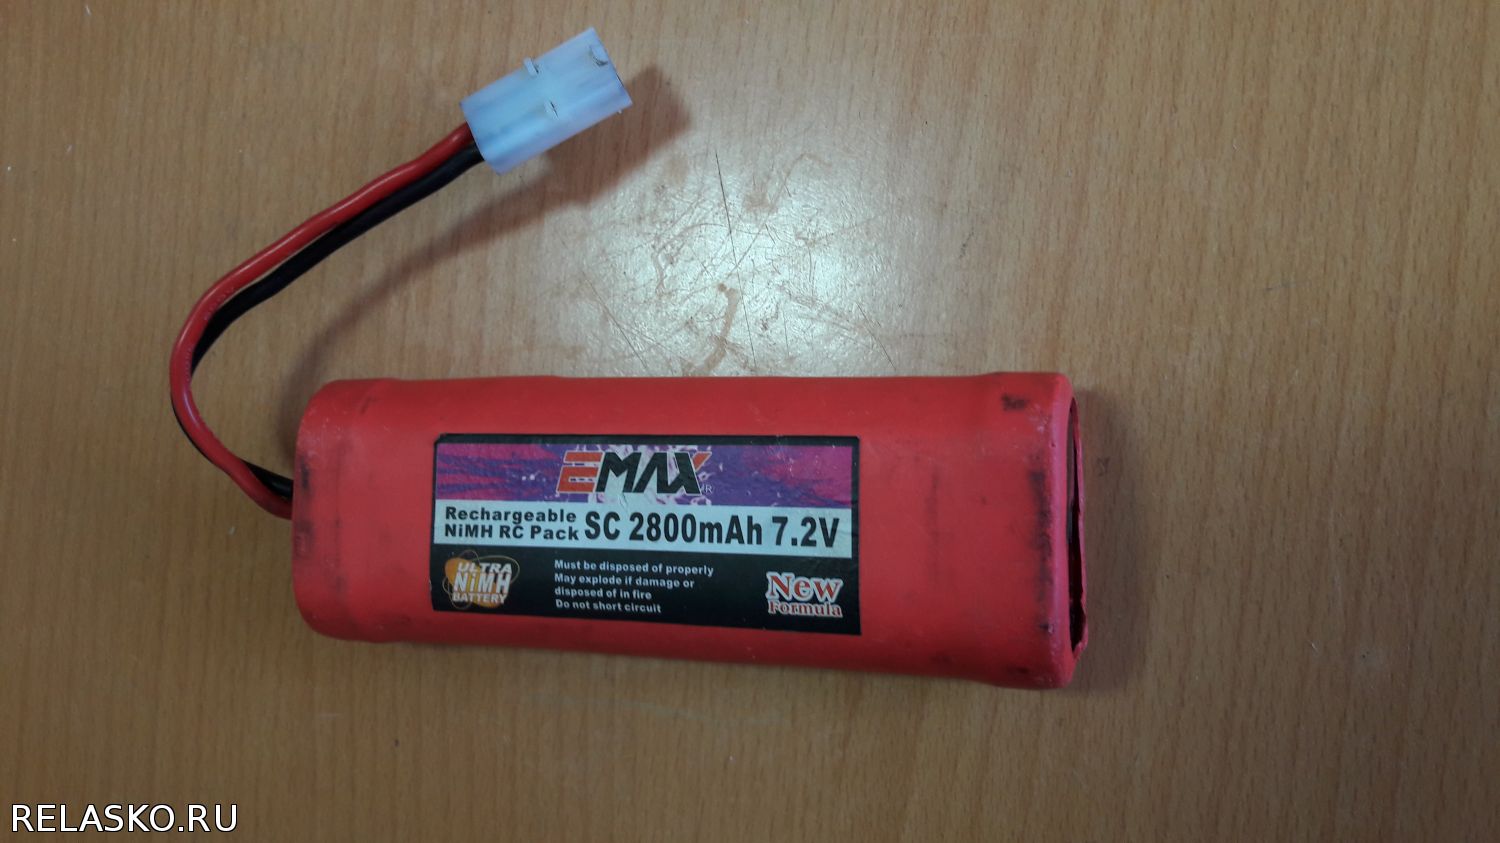 EMAX
Rechargeable
NiMH RC Pack SC 2800mAh 7.2V
ULTRA
NiMH
BATTERY
Must be disposed of properly
May explode if damage or
disposed of in fire
Do not short circuit
New
Formula
RELASKO.RU